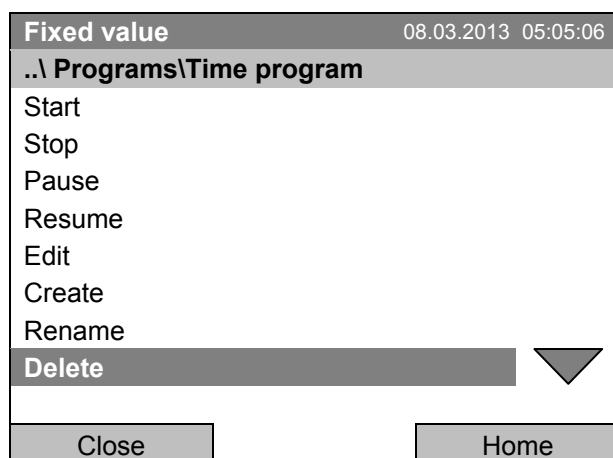 Fixed value 08.03.2013 05:05:06
..\ Programs\Time program
Start
Stop
Pause
Resume
Edit
Create
Rename
Delete
Close Home